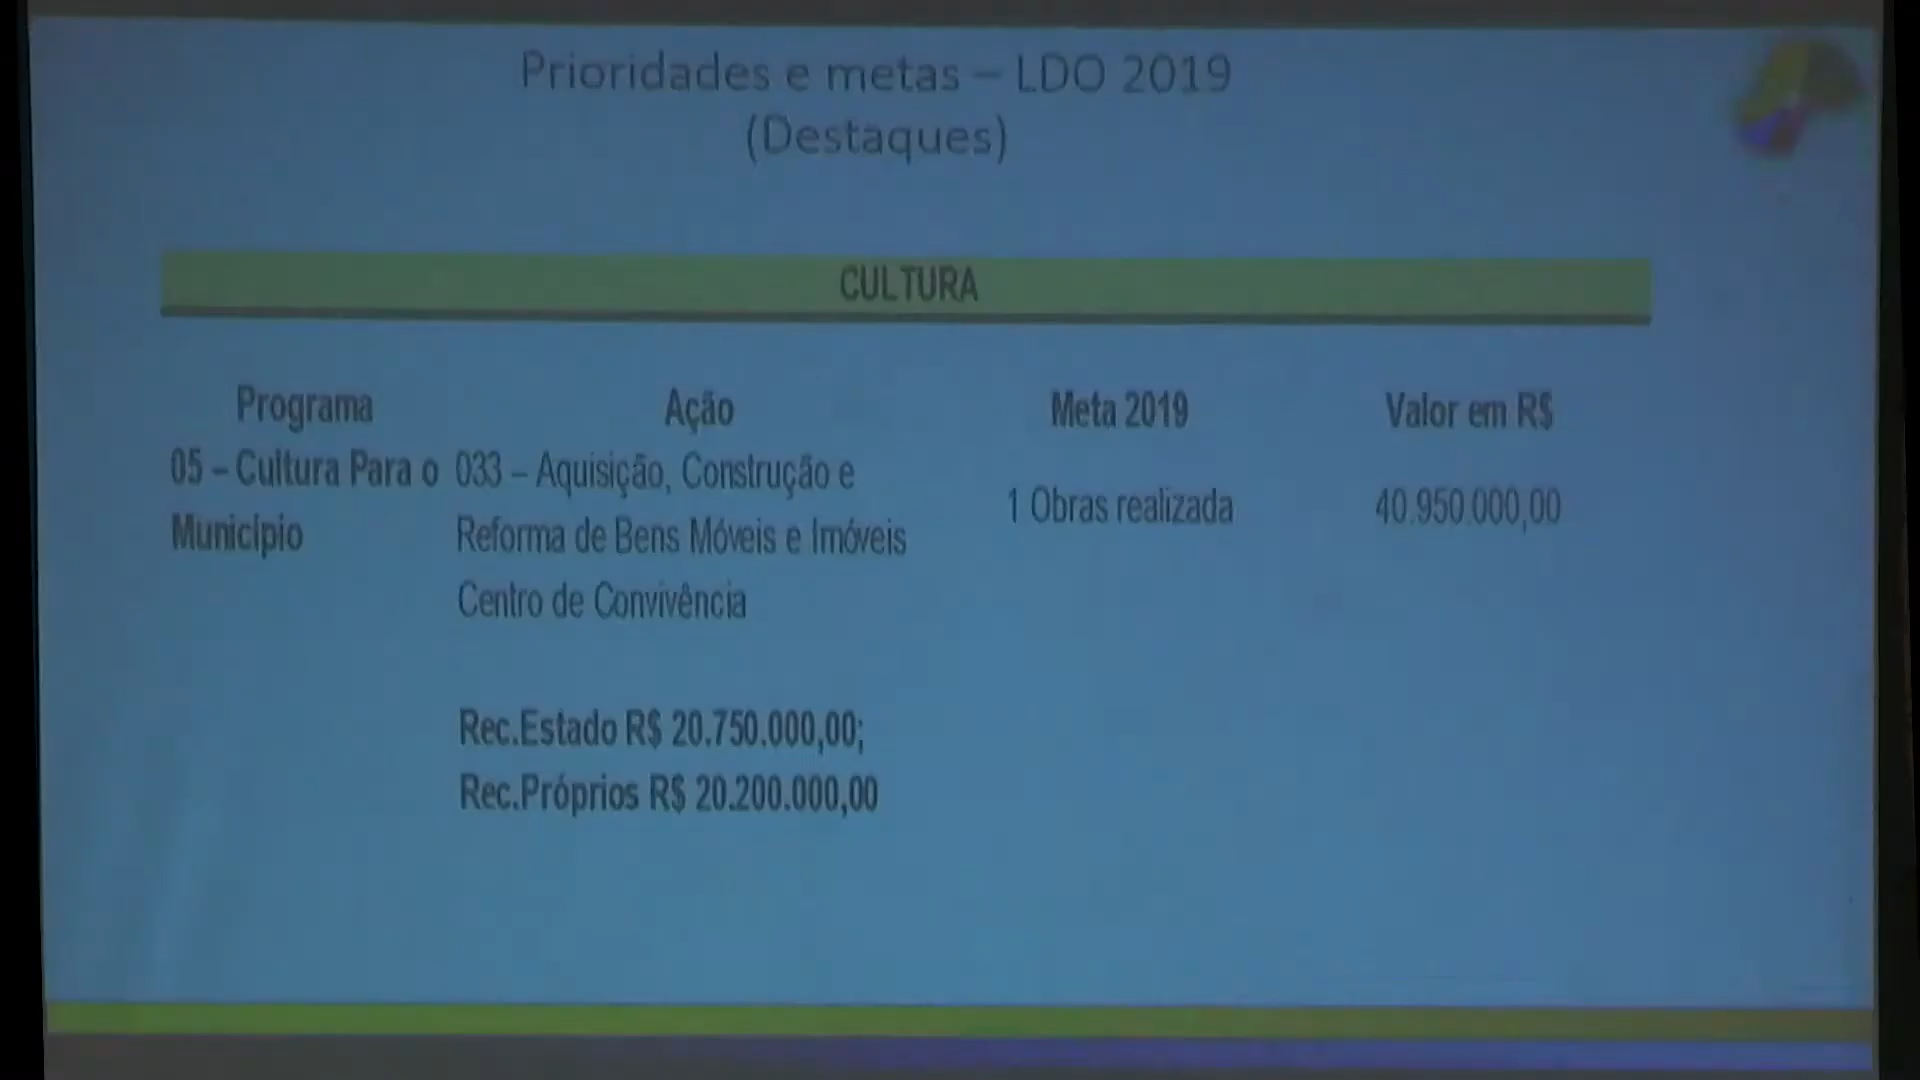 Prioridades e metas – LDO 2019
(Destaques)
CULTURA
Programa Ação Meta 2019 Valor em R$
05 – Cultura Para o Município
033 – Aquisição, Construção e
Reforma de Bens Móveis e Imóveis
Centro de Convivência
1 Obras realizada
40.950.000,00
Rec.Estado R$ 20.750.000,00;
Rec.Próprios R$ 20.200.000,00